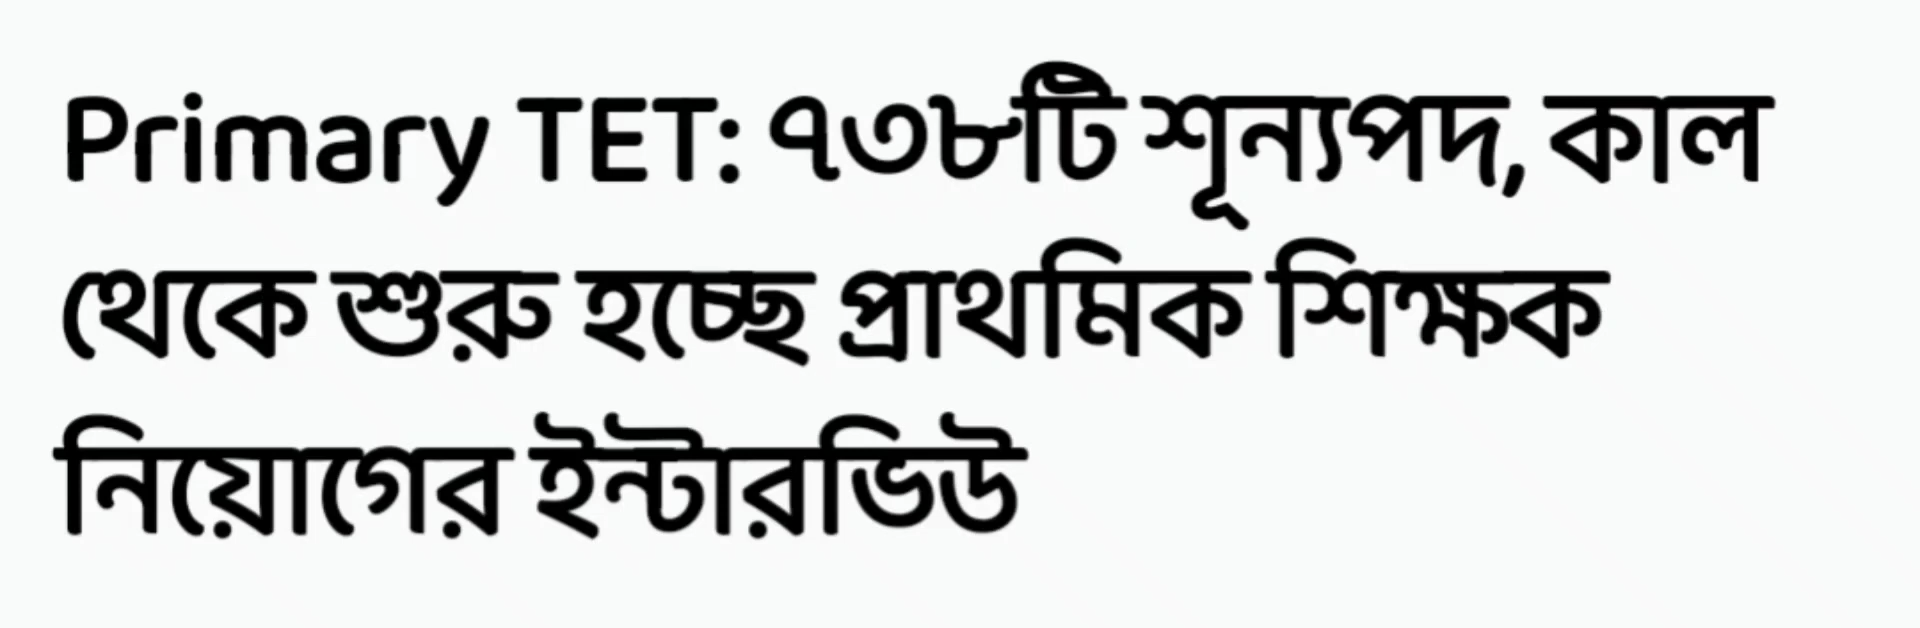 Primary TET: ৭৩৮টি শূন্যপদ, কাল
থেকে শুরু হচ্ছে প্রাথমিক শিক্ষক
নিয়োগের ইন্টারভিউ